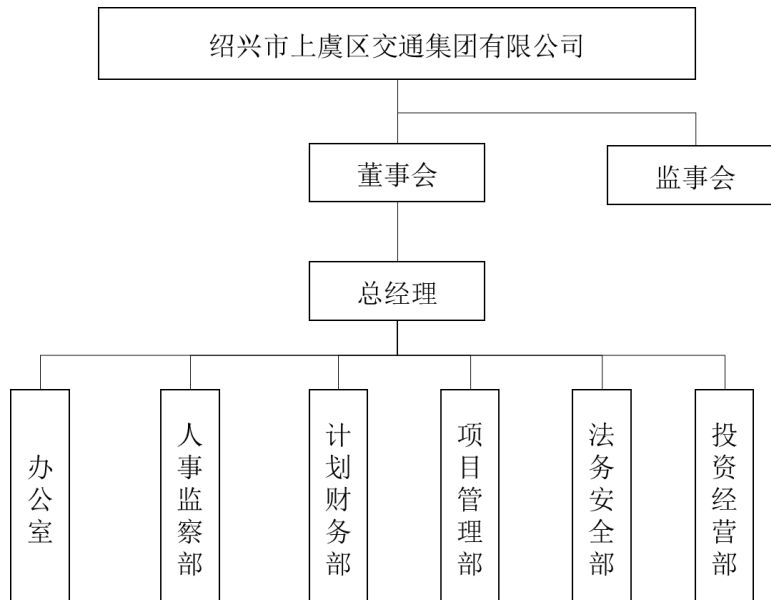 绍兴市上虞区交通集团有限公司
董事会
监事会
总经理
办公室
人事监察部
计划财务部
项目管理部
法务安全部
投资经营部